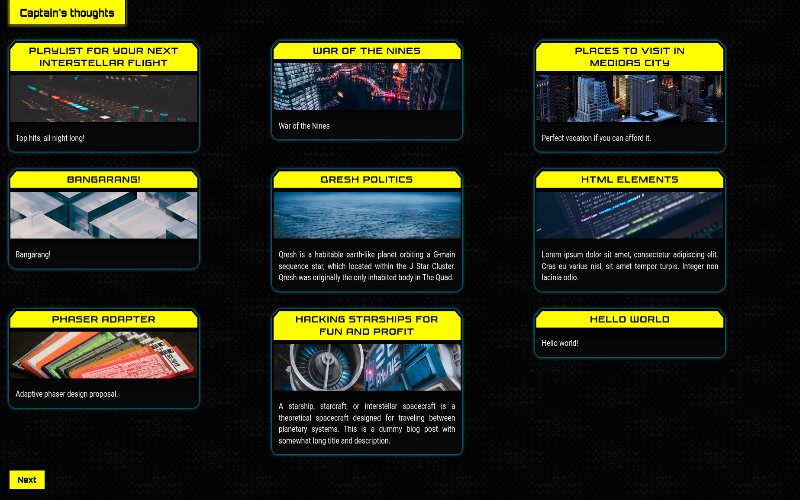 Captain's thoughts
PLAYLIST FOR YOUR NEXT
INTERSTELLAR FLIGHT
Top hits, all night long!
WAR OF THE NINES
War of the Nines
PLACES TO VISIT IN
MEDIDAS CITY
Perfect vacation if you can afford it.
BANGARANG!
Bangarang!
QRESH POLITICS
Qresh is a habitable earth-like planet orbiting a G-main
sequence star, which located within the J Star Cluster.
Qresh was originally the only inhabited body in The Quad.
HTML ELEMENTS
Lorem ipsum dolor sit amet, consectetur adipiscing elit.
Cras eu varius nisl, sit amet tempor turpis. Integer non
lacinia odio.
PHASER ADAPTER
Adaptive phaser design proposal.
HACKING STARSHIPS FOR
FUN AND PROFIT
A starship, starcraft, or interstellar spacecraft is a
theoretical spacecraft designed for traveling between
planetary systems. This is a dummy blog post with
somewhat long title and description.
HELLO WORLD
Hello world!
Next